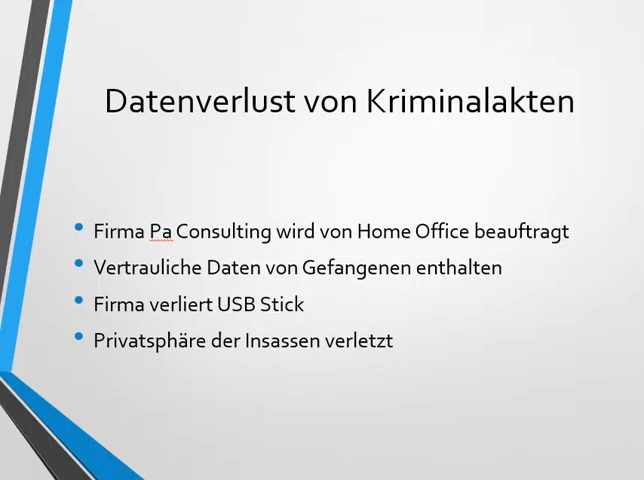 Datenverlust von Kriminalakten
• Firma Pa Consulting wird von Home Office beauftragt
• Vertrauliche Daten von Gefangenen enthalten
• Firma verliert USB Stick
• Privatsphäre der Insassen verletzt